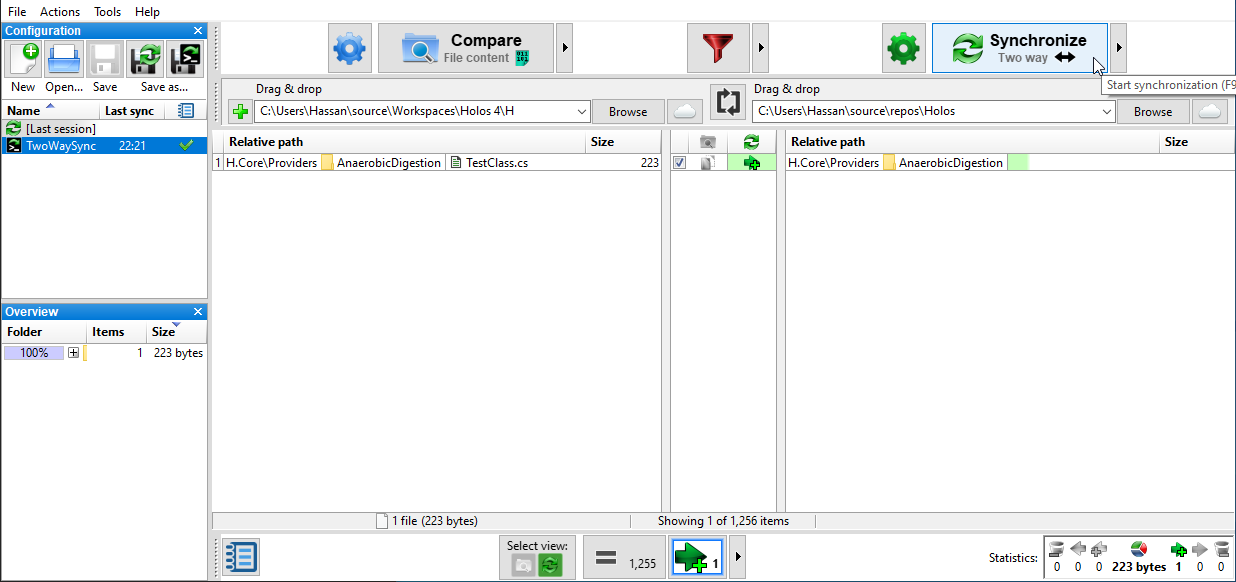 File Actions Tools Help
Configuration
New Open... Save Save as...
Name Last sync
[Last session]
TwoWaySync 22:21
Compare
File content
Synchronize
Two way
Start synchronization (F9
Drag & drop
C:\Users\Hassan\source\Workspaces\Holos 4\H Browse
Drag & drop
C:\Users\Hassan\source\repos\Holos Browse
Relative path Size
1 H.Core\Providers AnaerobicDigestion TestClass.cs 223
Relative path Size
H.Core\Providers AnaerobicDigestion
Overview
Folder Items Size
100% 1 223 bytes
1 file (223 bytes) Showing 1 of 1,256 items
Select view:
1,255
1
Statistics:
0 0 0 223 bytes 1 0 0